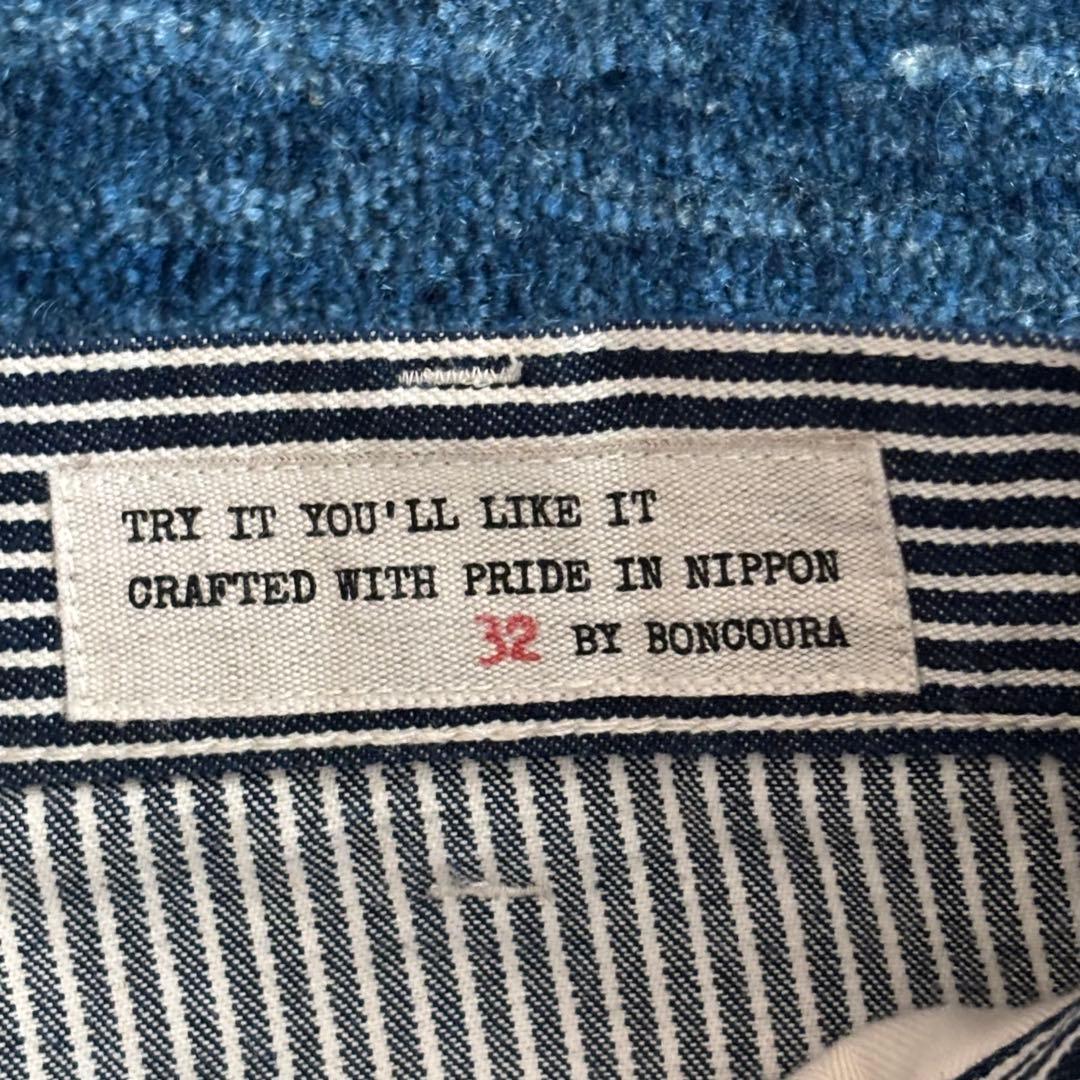 TRY IT YOU'LL LIKE IT
CRAFTED WITH PRIDE IN NIPPON
32 BY BONCOURA